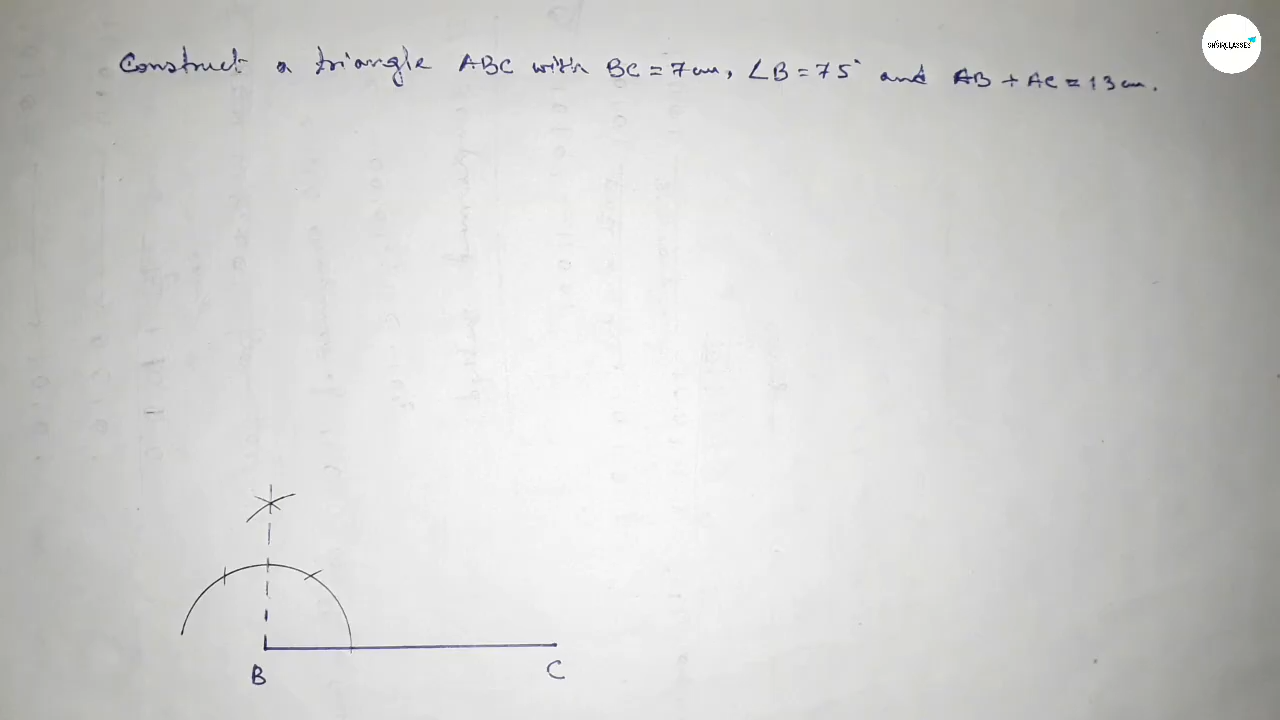 Construct a triangle ABC with BC = 7cm, ∠B = 75° and AB + AC = 13cm.
B
C